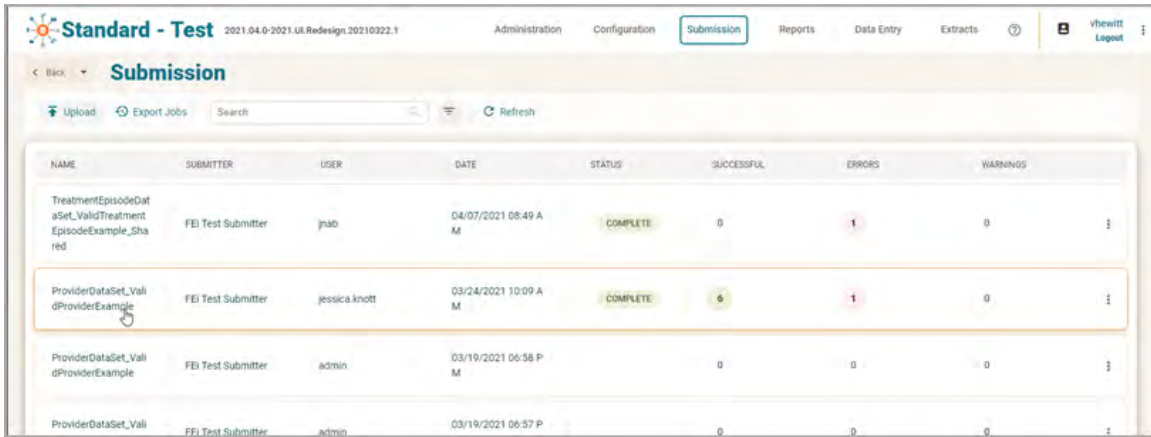 Standard - Test 2021.04.0-2021.UI.Redesign.20210322.1 Administration Configuration Submission Reports Data Entry Extracts vhewitt
Logout
Back Submission
Upload Export Jobs Search Refresh
NAME SUBMITTER USER DATE STATUS SUCCESSFUL ERRORS WARNINGS
TreatmentEpisodeDat
aSet_ValidTreatment
EpisodeExample_Sha
red
FEi Test Submitter jnab 04/07/2021 08:49 A
M
COMPLETE 0 1 0
ProviderDataSet_Vali
dProviderExample
FEi Test Submitter jessica.knott 03/24/2021 10:09 A
M
COMPLETE 6 1 0
ProviderDataSet_Vali
dProviderExample
FEi Test Submitter admin 03/19/2021 06:58 P
M
0 0 0
ProviderDataSet_Vali
FEi Test Submitter admin 03/19/2021 06:57 P
0 0 0